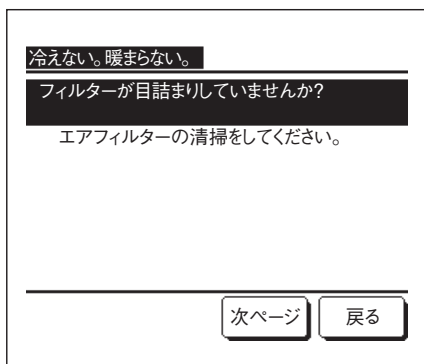 冷えない。暖まらない。
フィルターが目詰まりしていませんか?
エアフィルターの清掃をしてください。
次ページ
戻る